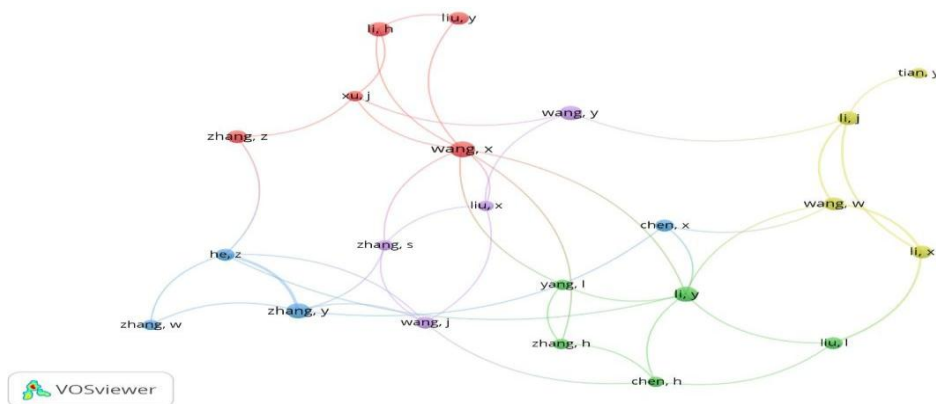 liu, y
li, h
tian, y
xu, j
wang, y
li, j
zhang, z
wang, x
liu, x
wang, w
chen, x
zhang, s
li, x
he, z
yang, l
li, y
zhang, y
zhang, w
wang, j
zhang, h
liu, l
chen, h
VOSviewer